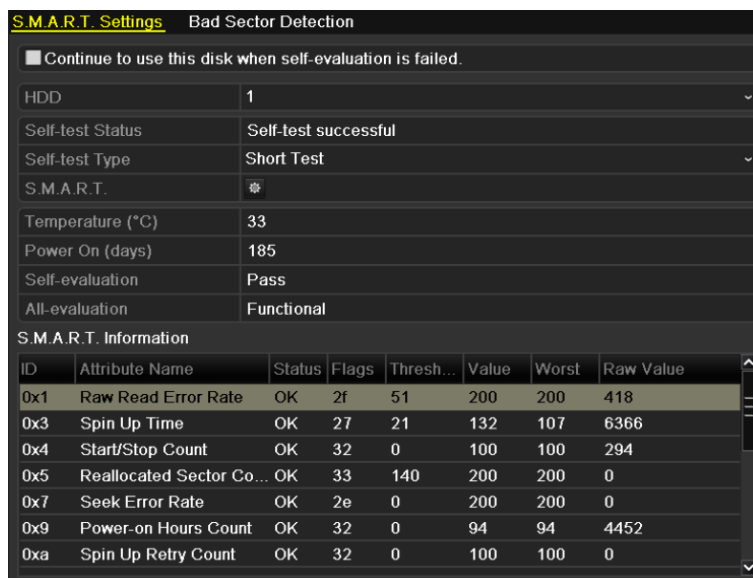 S.M.A.R.T. Settings Bad Sector Detection
Continue to use this disk when self-evaluation is failed.
HDD 1
Self-test Status Self-test successful
Self-test Type Short Test
S.M.A.R.T.
Temperature (°C) 33
Power On (days) 185
Self-evaluation Pass
All-evaluation Functional
S.M.A.R.T. Information
ID Attribute Name Status Flags Thresh... Value Worst Raw Value
0x1 Raw Read Error Rate OK 2f 51 200 200 418
0x3 Spin Up Time OK 27 21 132 107 6366
0x4 Start/Stop Count OK 32 0 100 100 294
0x5 Reallocated Sector Co... OK 33 140 200 200 0
0x7 Seek Error Rate OK 2e 0 200 200 0
0x9 Power-on Hours Count OK 32 0 94 94 4452
0xa Spin Up Retry Count OK 32 0 100 100 0